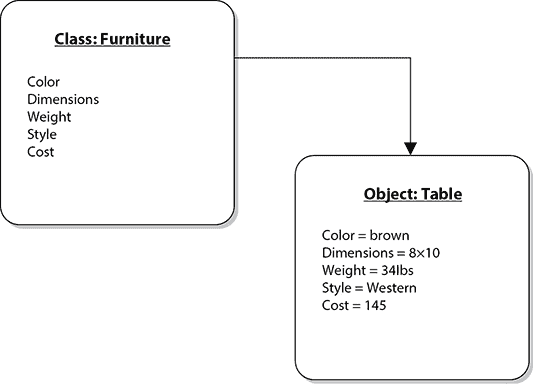 Class: Furniture
Color
Dimensions
Weight
Style
Cost
Object: Table
Color = brown
Dimensions = 8×10
Weight = 34lbs
Style = Western
Cost = 145